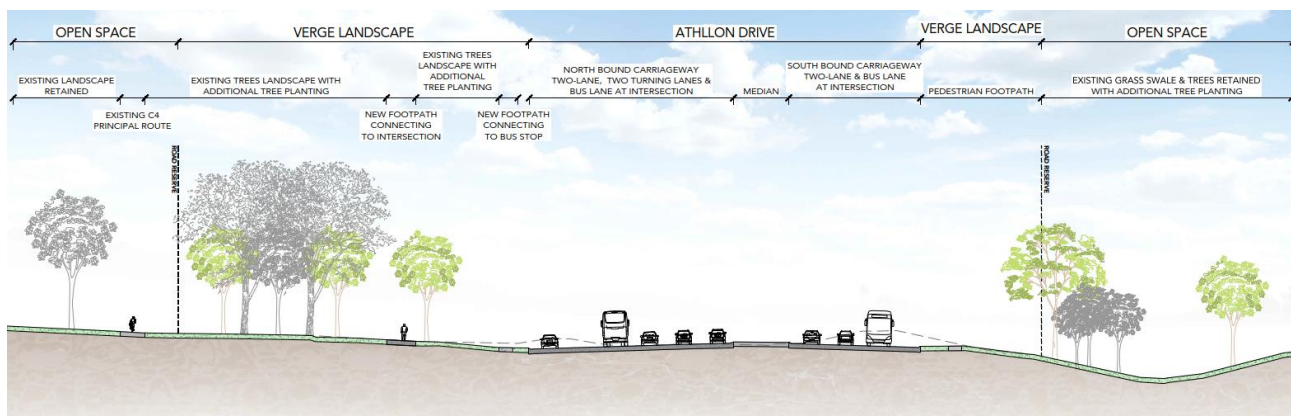 OPEN SPACE
VERGE LANDSCAPE
ATHLLON DRIVE
VERGE LANDSCAPE
OPEN SPACE
EXISTING LANDSCAPE
RETAINED
EXISTING C4
PRINCIPAL ROUTE
EXISTING TREES LANDSCAPE WITH
ADDITIONAL TREE PLANTING
NEW FOOTPATH
CONNECTING
TO INTERSECTION
EXISTING TREES
LANDSCAPE WITH
ADDITIONAL
TREE PLANTING
NEW FOOTPATH
CONNECTING
TO BUS STOP
NORTH BOUND CARRIAGEWAY
TWO-LANE, TWO TURNING LANES &
BUS LANE AT INTERSECTION
MEDIAN
SOUTH BOUND CARRIAGEWAY
TWO-LANE & BUS LANE
AT INTERSECTION
PEDESTRIAN FOOTPATH
EXISTING GRASS SWALE & TREES RETAINED
WITH ADDITIONAL TREE PLANTING
ROAD RESERVE
ROAD RESERVE